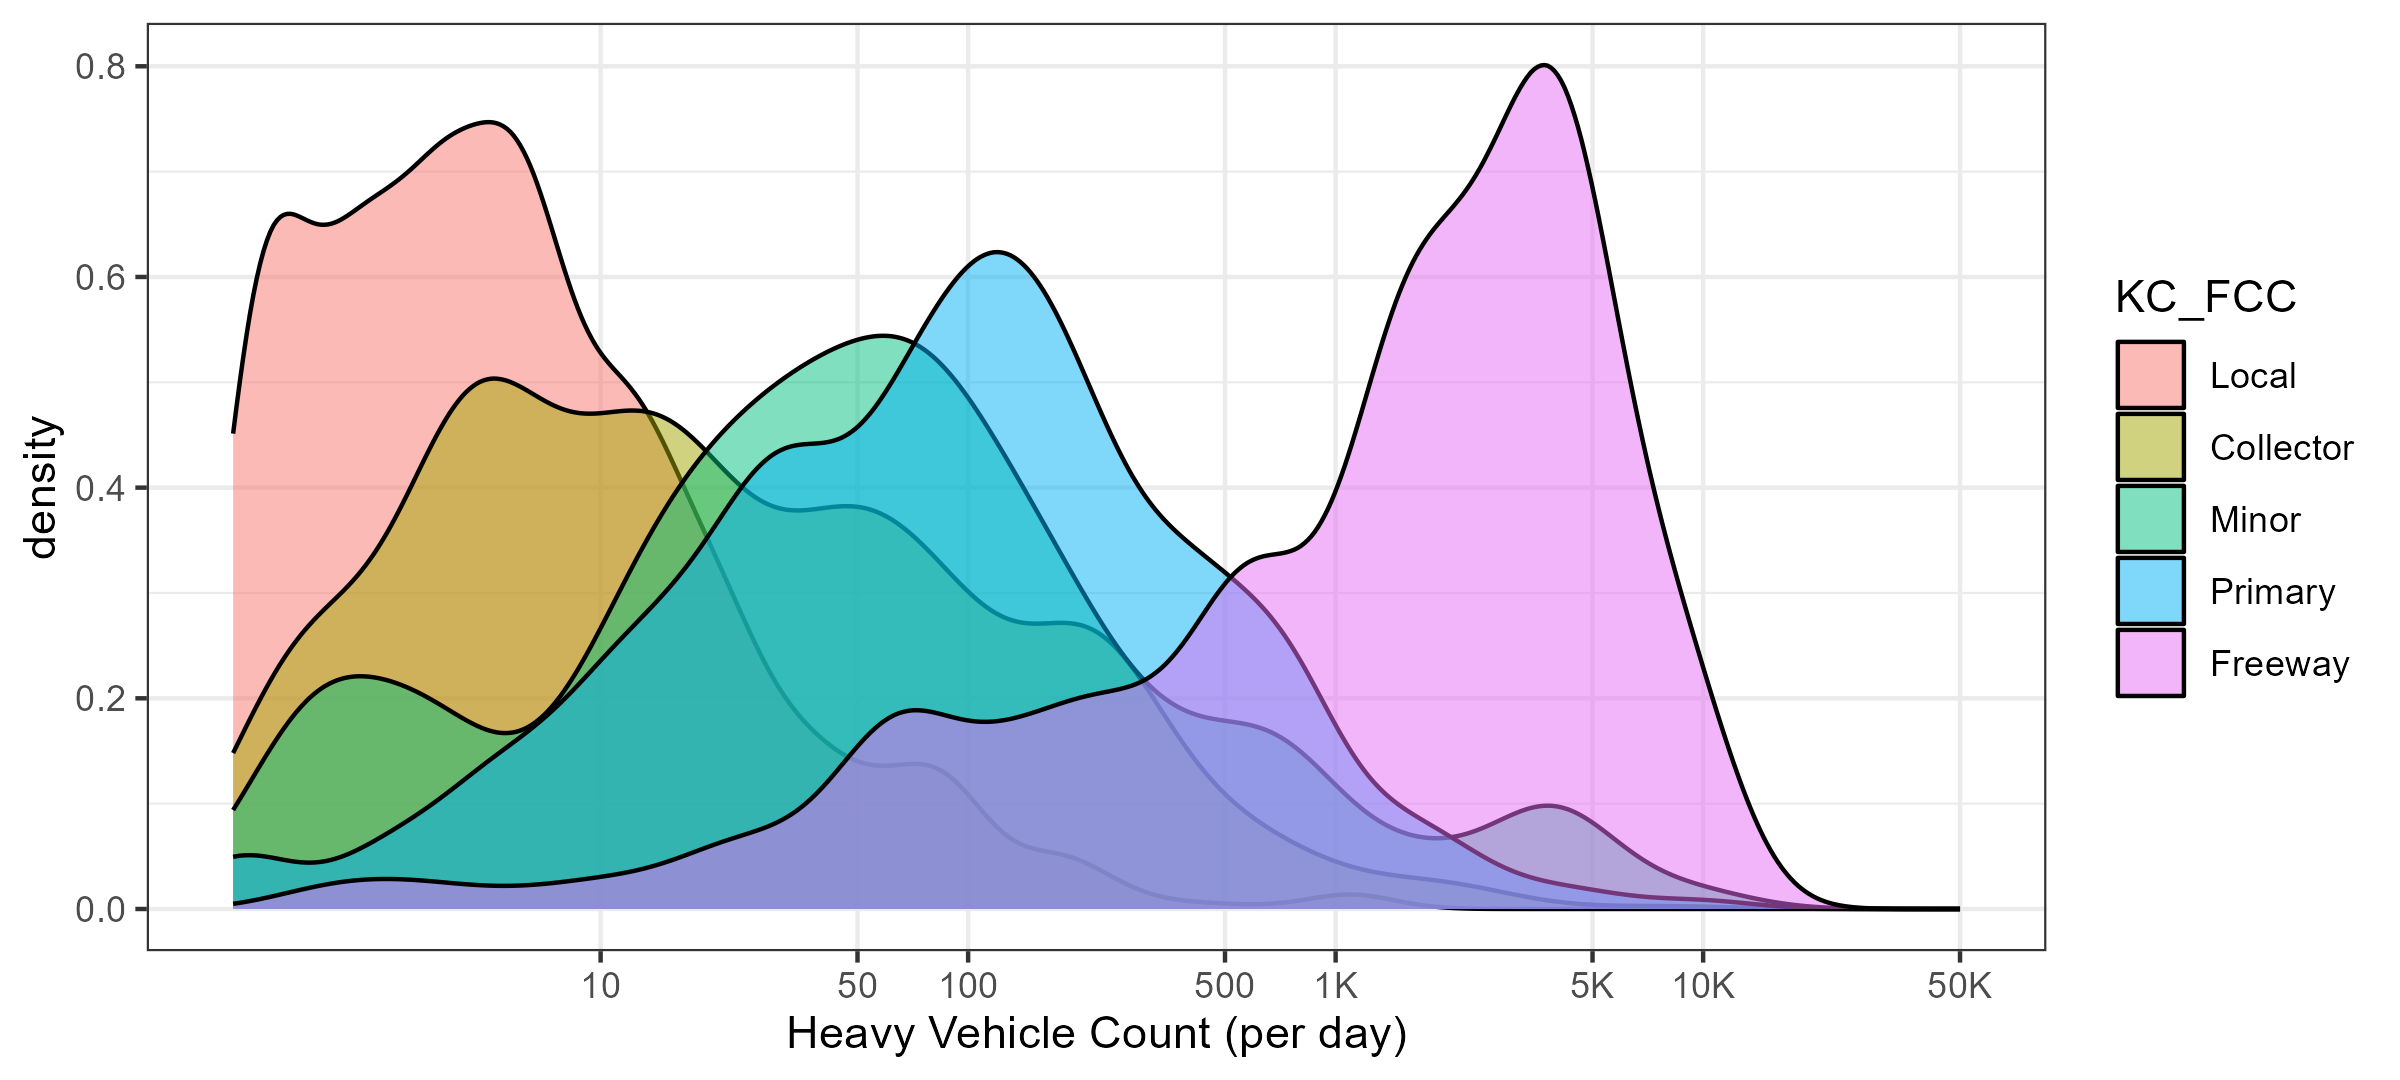 density
0.8
0.6
0.4
0.2
0.0
10 50 100 500 1K 5K 10K 50K
Heavy Vehicle Count (per day)
KC_FCC
Local
Collector
Minor
Primary
Freeway